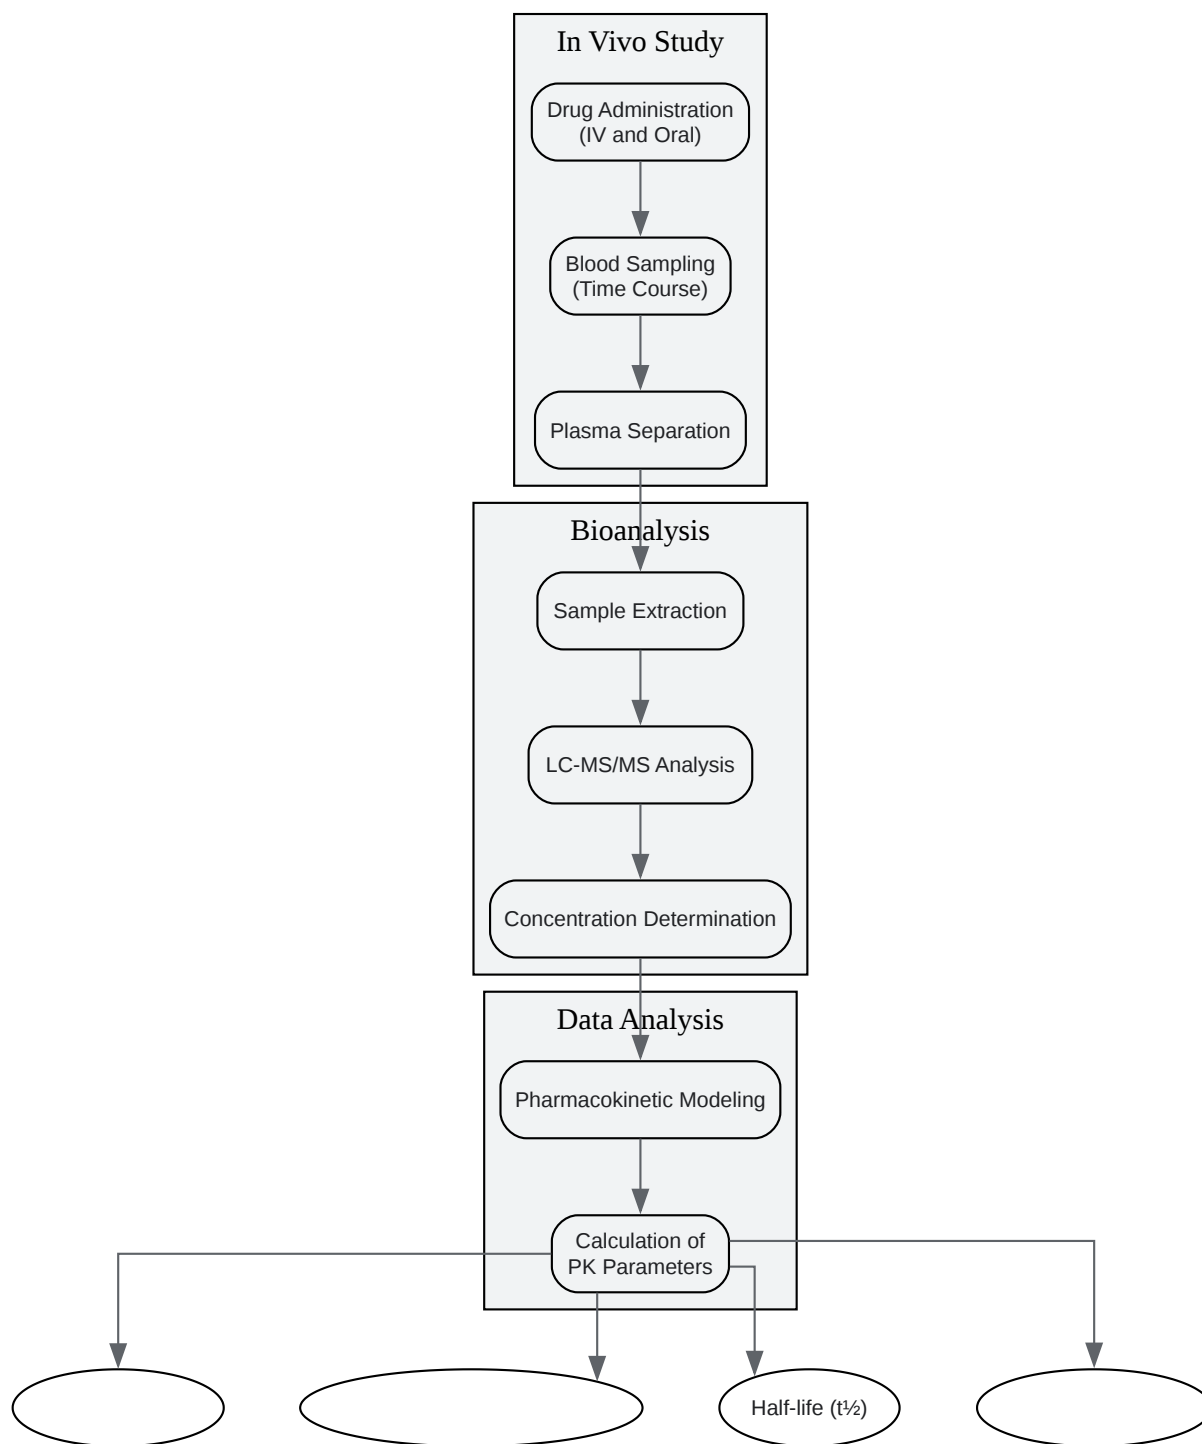 In Vivo Study
Drug Administration
(IV and Oral)
Blood Sampling
(Time Course)
Plasma Separation
Bioanalysis
Sample Extraction
LC-MS/MS Analysis
Concentration Determination
Data Analysis
Pharmacokinetic Modeling
Calculation of
PK Parameters
Half-life (t½)